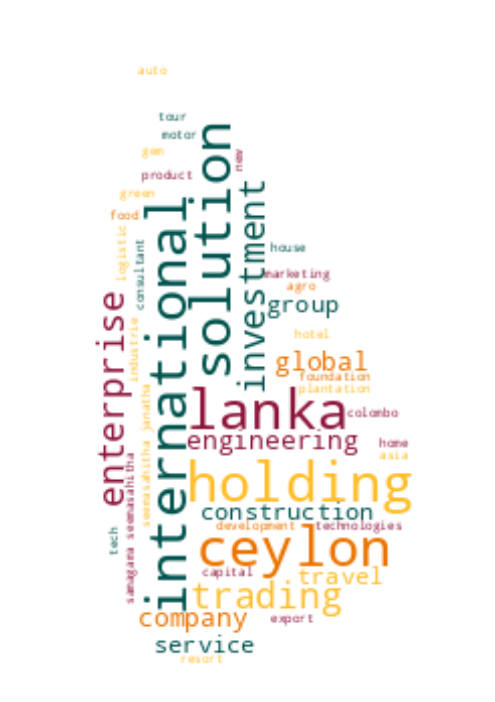 auto
tour
motor
gem
solution
new
product
investment
green
international
food
logistic
consultant
house
marketing
agro
enterprise
group
industrie
hotel
global
foundation
plantation
seemasahitha janatha
lanka
colombo
engineering
home
samagama seemasahitha
asia
holding
construction
tech
development
technologies
ceylon
capital
travel
trading
company
export
service
resort